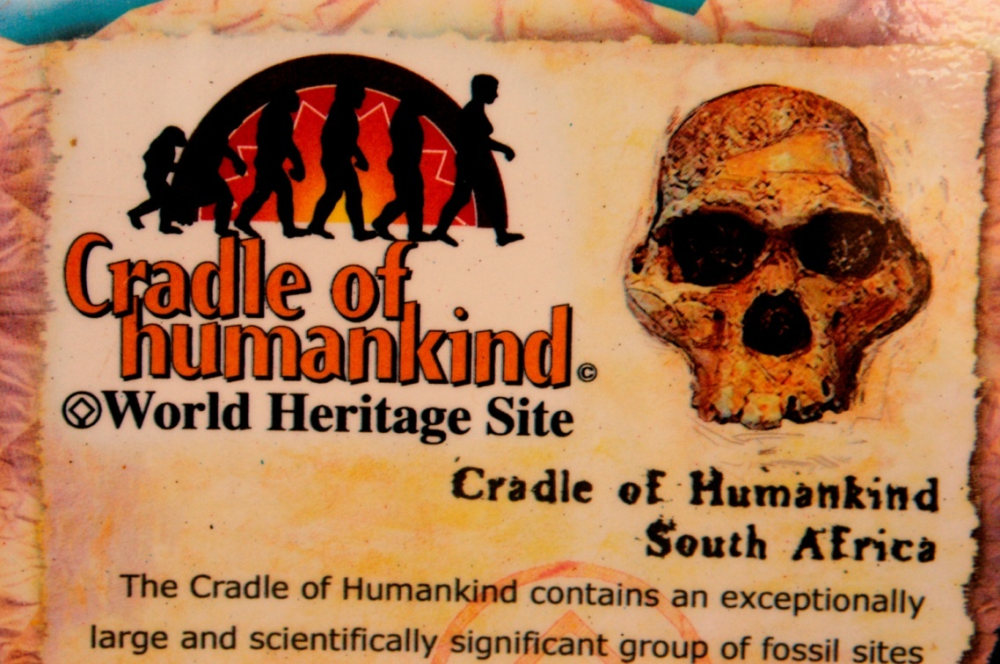 Cradle of
humankind ©
World Heritage Site
Cradle of Humankind
South Africa
The Cradle of Humankind contains an exceptionally
large and scientifically significant group of fossil sites